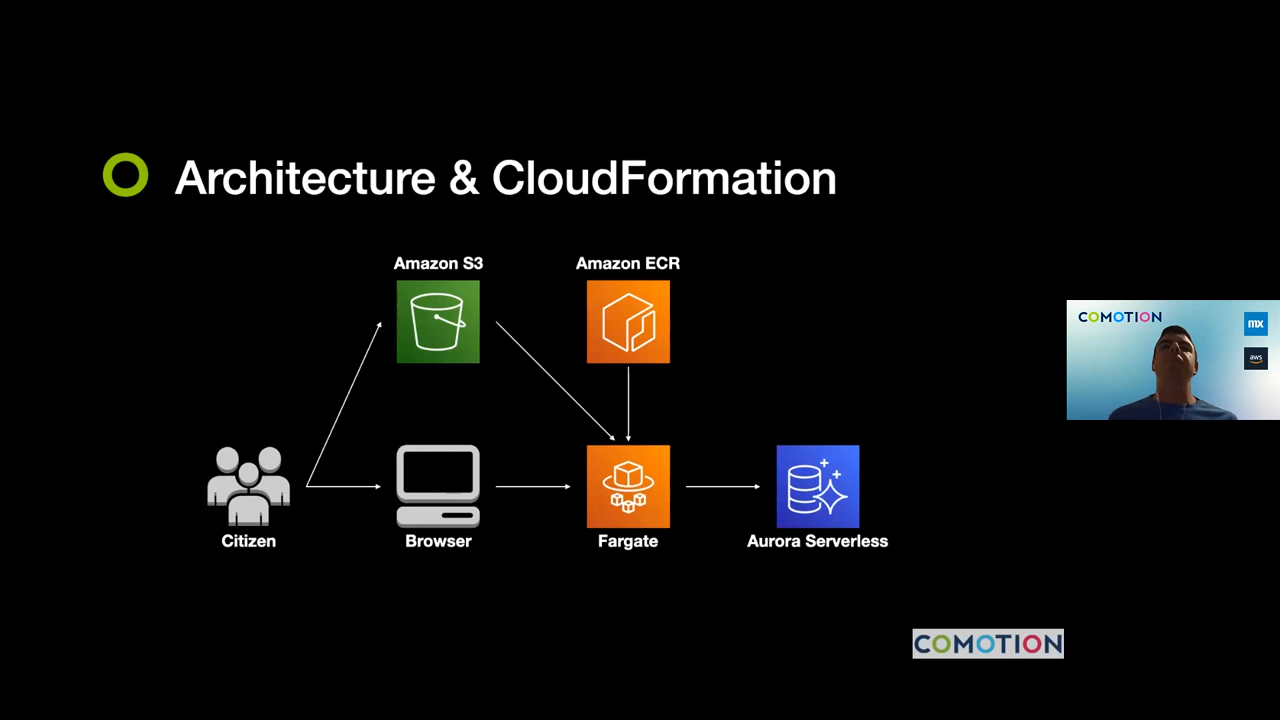 Architecture & CloudFormation
Amazon S3
Amazon ECR
COMOTION
mx
aws
Citizen
Browser
Fargate
Aurora Serverless
COMOTION